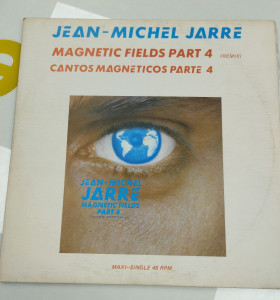 JEAN-MICHEL JARRE
MAGNETIC FIELDS PART 4 (REMIX)
CANTOS MAGNETICOS PARTE 4
JEAN-MICHEL
JARRE
MAGNETIC FIELDS
PART 4
MAXI-SINGLE 45 RPM